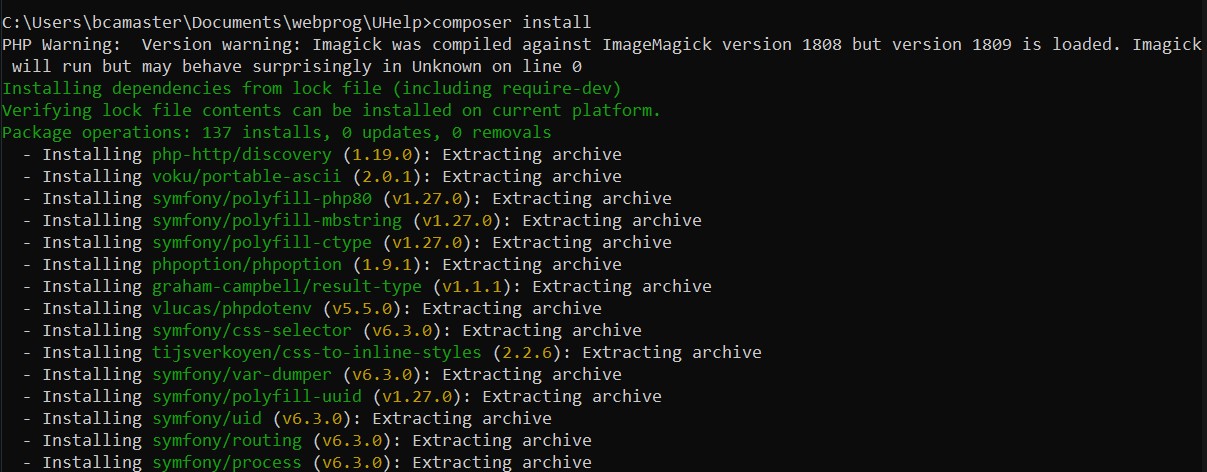 C:\Users\bcamaster\Documents\webprog\UHelp>composer install
PHP Warning:  Version warning: Imagick was compiled against ImageMagick version 1808 but version 1809 is loaded. Imagick
 will run but may behave surprisingly in Unknown on line 0
Installing dependencies from lock file (including require-dev)
Verifying lock file contents can be installed on current platform.
Package operations: 137 installs, 0 updates, 0 removals
  - Installing php-http/discovery (1.19.0): Extracting archive
  - Installing voku/portable-ascii (2.0.1): Extracting archive
  - Installing symfony/polyfill-php80 (v1.27.0): Extracting archive
  - Installing symfony/polyfill-mbstring (v1.27.0): Extracting archive
  - Installing symfony/polyfill-ctype (v1.27.0): Extracting archive
  - Installing phpoption/phpoption (1.9.1): Extracting archive
  - Installing graham-campbell/result-type (v1.1.1): Extracting archive
  - Installing vlucas/phpdotenv (v5.5.0): Extracting archive
  - Installing symfony/css-selector (v6.3.0): Extracting archive
  - Installing tijsverkoyen/css-to-inline-styles (2.2.6): Extracting archive
  - Installing symfony/var-dumper (v6.3.0): Extracting archive
  - Installing symfony/polyfill-uuid (v1.27.0): Extracting archive
  - Installing symfony/uid (v6.3.0): Extracting archive
  - Installing symfony/routing (v6.3.0): Extracting archive
  - Installing symfony/process (v6.3.0): Extracting archive